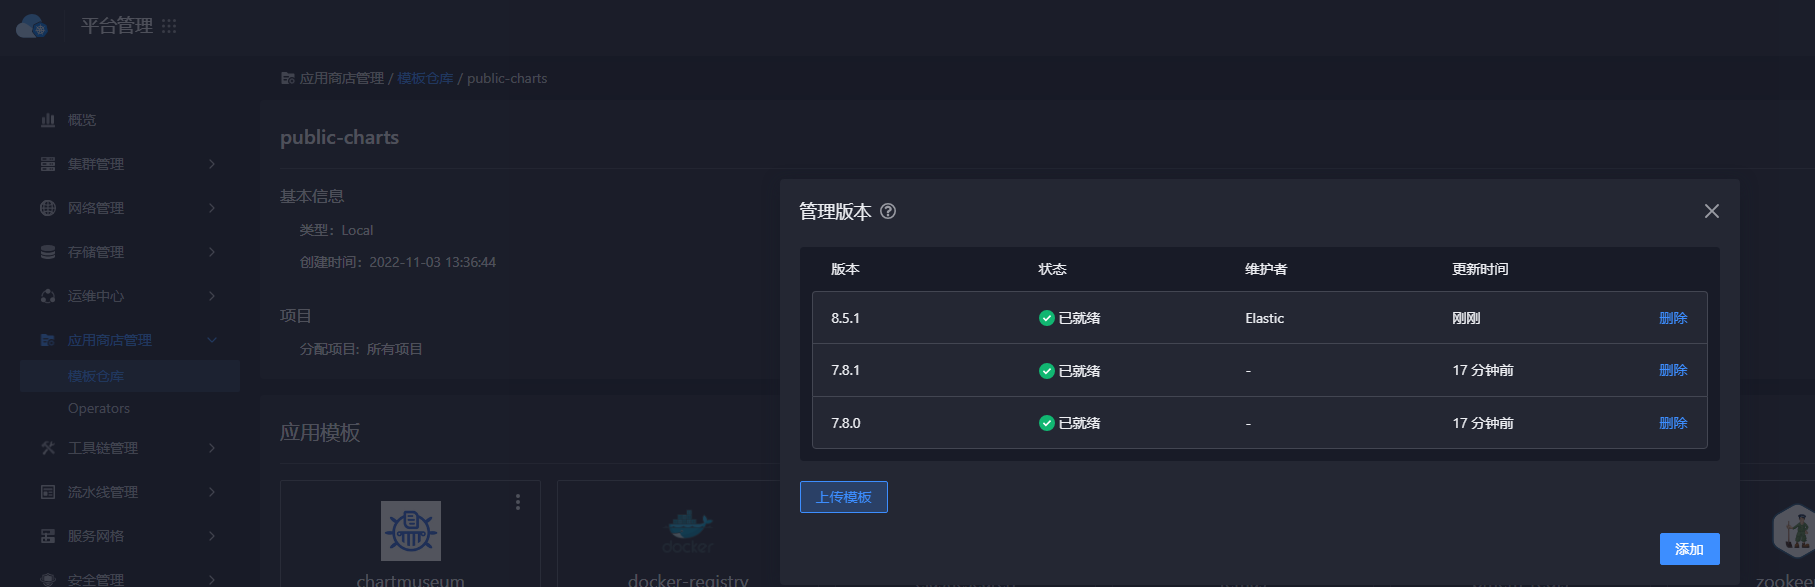 平台管理
应用商店管理 / 模板仓库 / public-charts
概览
集群管理
网络管理
存储管理
运维中心
应用商店管理
模板仓库
Operators
工具链管理
流水线管理
服务网格
安全管理
public-charts
基本信息
类型：Local
创建时间：2022-11-03 13:36:44
项目
分配项目：所有项目
应用模板
chartmuseum
docker
docker-registry
管理版本
版本 状态 维护者 更新时间
8.5.1 已就绪 Elastic 刚刚 删除
7.8.1 已就绪 - 17 分钟前 删除
7.8.0 已就绪 - 17 分钟前 删除
上传模板
添加